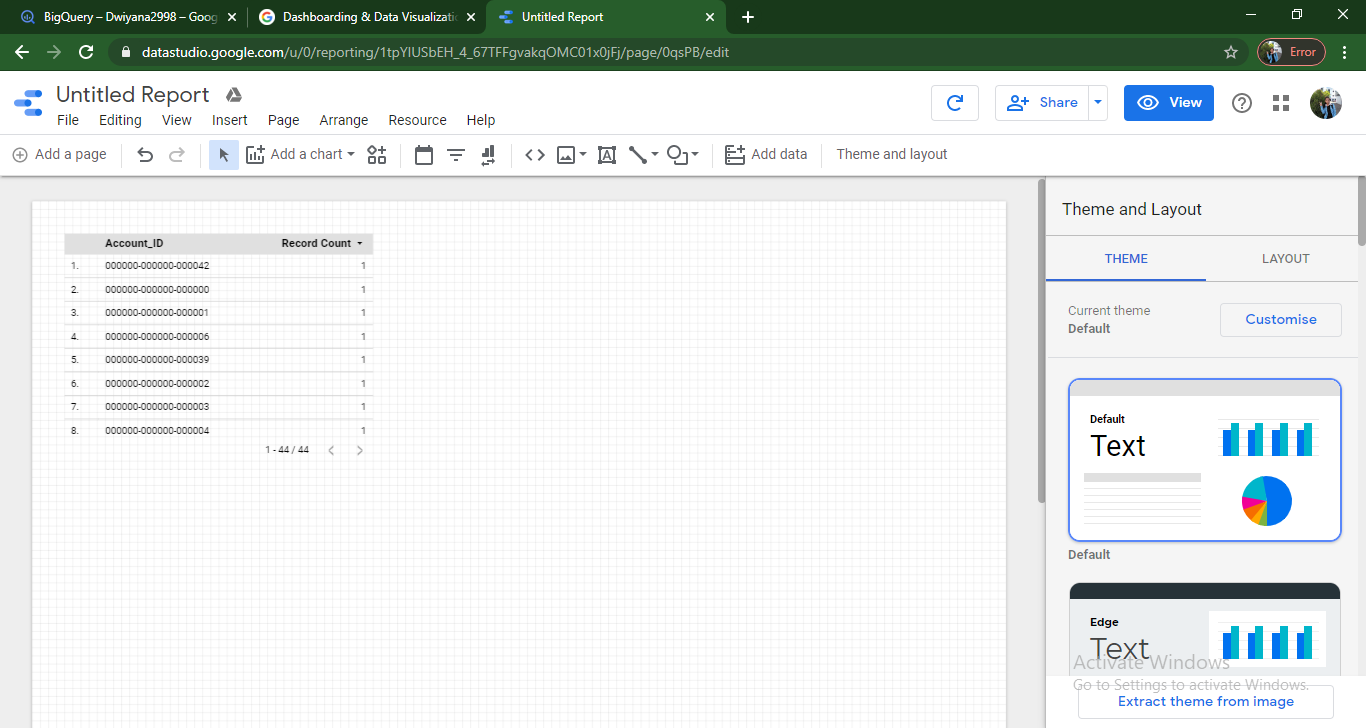 BigQuery – Dwiyana2998 – Goog
Dashboarding & Data Visualizatio
Untitled Report
datastudio.google.com/u/0/reporting/1tpYIUSbEH_4_67TFFgvakqOMC01x0jFj/page/0qsPB/edit
Error
Untitled Report
File Editing View Insert Page Arrange Resource Help
Share
View
Add a page
Add a chart
Add data
Theme and layout
Account_ID Record Count
1. 000000-000000-000042 1
2. 000000-000000-000000 1
3. 000000-000000-000001 1
4. 000000-000000-000006 1
5. 000000-000000-000039 1
6. 000000-000000-000002 1
7. 000000-000000-000003 1
8. 000000-000000-000004 1
1 - 44 / 44
Theme and Layout
THEME LAYOUT
Current theme
Default
Customise
Default
Text
Default
Edge
Text
Activate Windows
Go to Settings to activate Windows.
Extract theme from image